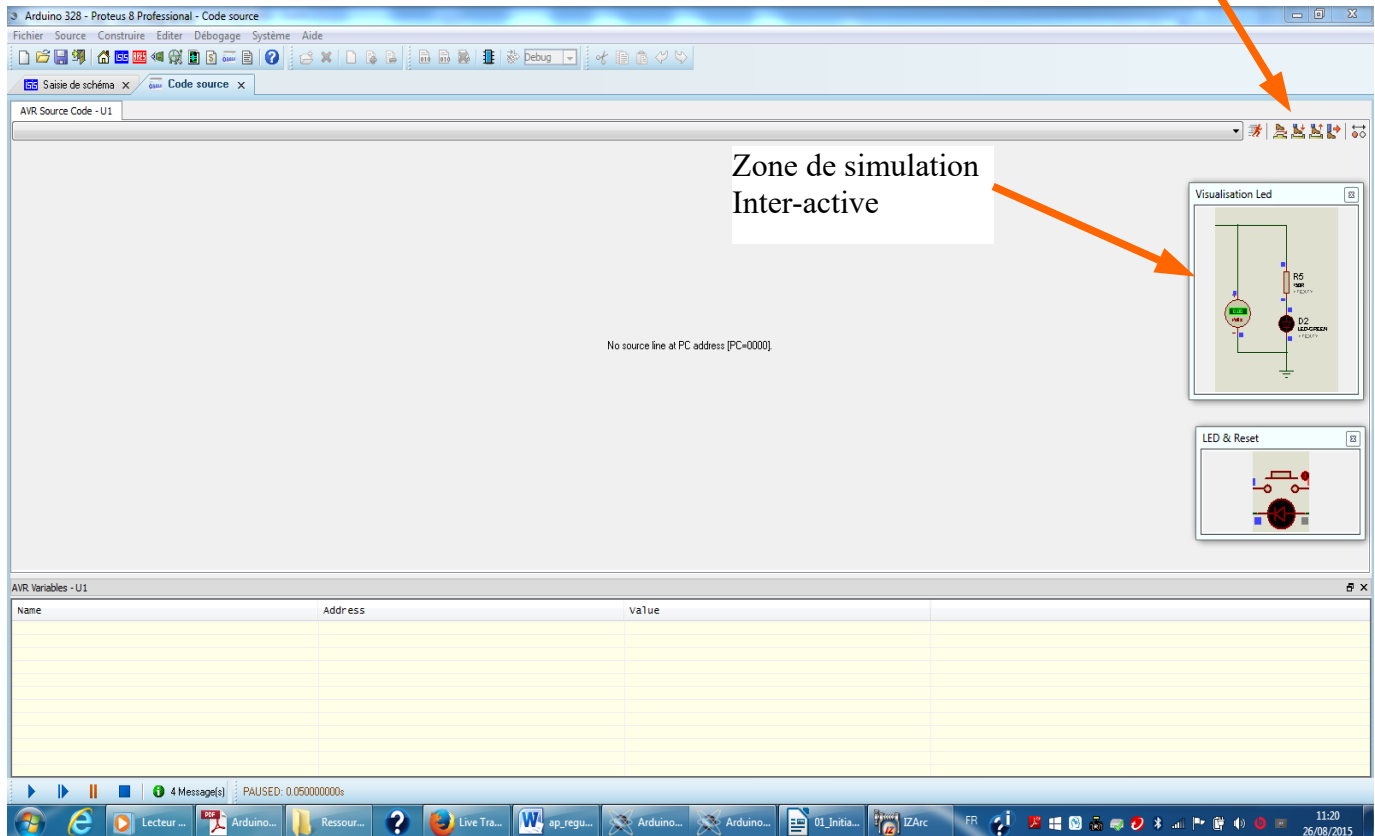 Arduino 328 - Proteus 8 Professional - Code source
Fichier Source Construire Editer Débogage Système Aide
Debug
Saisie de schéma x Code source x
AVR Source Code - U1
Zone de simulation
Inter-active
Visualisation Led
R5
D2
LED-GREEN
No source line at PC address [PC=0000].
LED & Reset
AVR Variables - U1
Name Address Value
4 Message(s) PAUSED: 0.050000000s
Lecteur ... Arduino... Ressour... Live Tra... ap_regu... Arduino... Arduino... 01_Initia... IZArc FR 11:20
26/08/2015